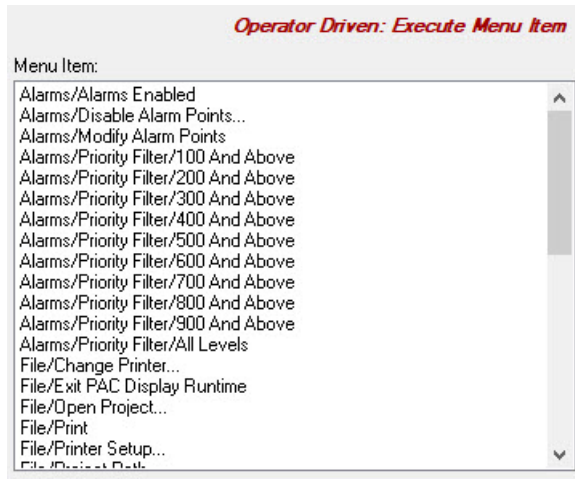 Operator Driven: Execute Menu Item
Menu Item:
Alarms/Alarms Enabled
Alarms/Disable Alarm Points...
Alarms/Modify Alarm Points
Alarms/Priority Filter/100 And Above
Alarms/Priority Filter/200 And Above
Alarms/Priority Filter/300 And Above
Alarms/Priority Filter/400 And Above
Alarms/Priority Filter/500 And Above
Alarms/Priority Filter/600 And Above
Alarms/Priority Filter/700 And Above
Alarms/Priority Filter/800 And Above
Alarms/Priority Filter/900 And Above
Alarms/Priority Filter/All Levels
File/Change Printer...
File/Exit PAC Display Runtime
File/Open Project...
File/Print
File/Printer Setup...